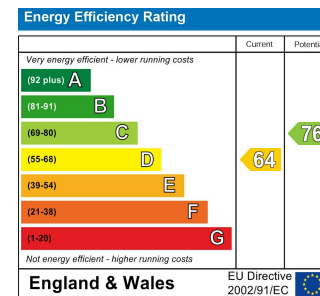 Energy Efficiency Rating
Current
Very energy efficient - lower running costs
(92 plus) A
(81-91) B
(69-80) C
76
(55-68) D
64
(39-54) E
(21-38) F
(1-20) G
Not energy efficient - higher running costs
England & Wales
EU Directive
2002/91/EC